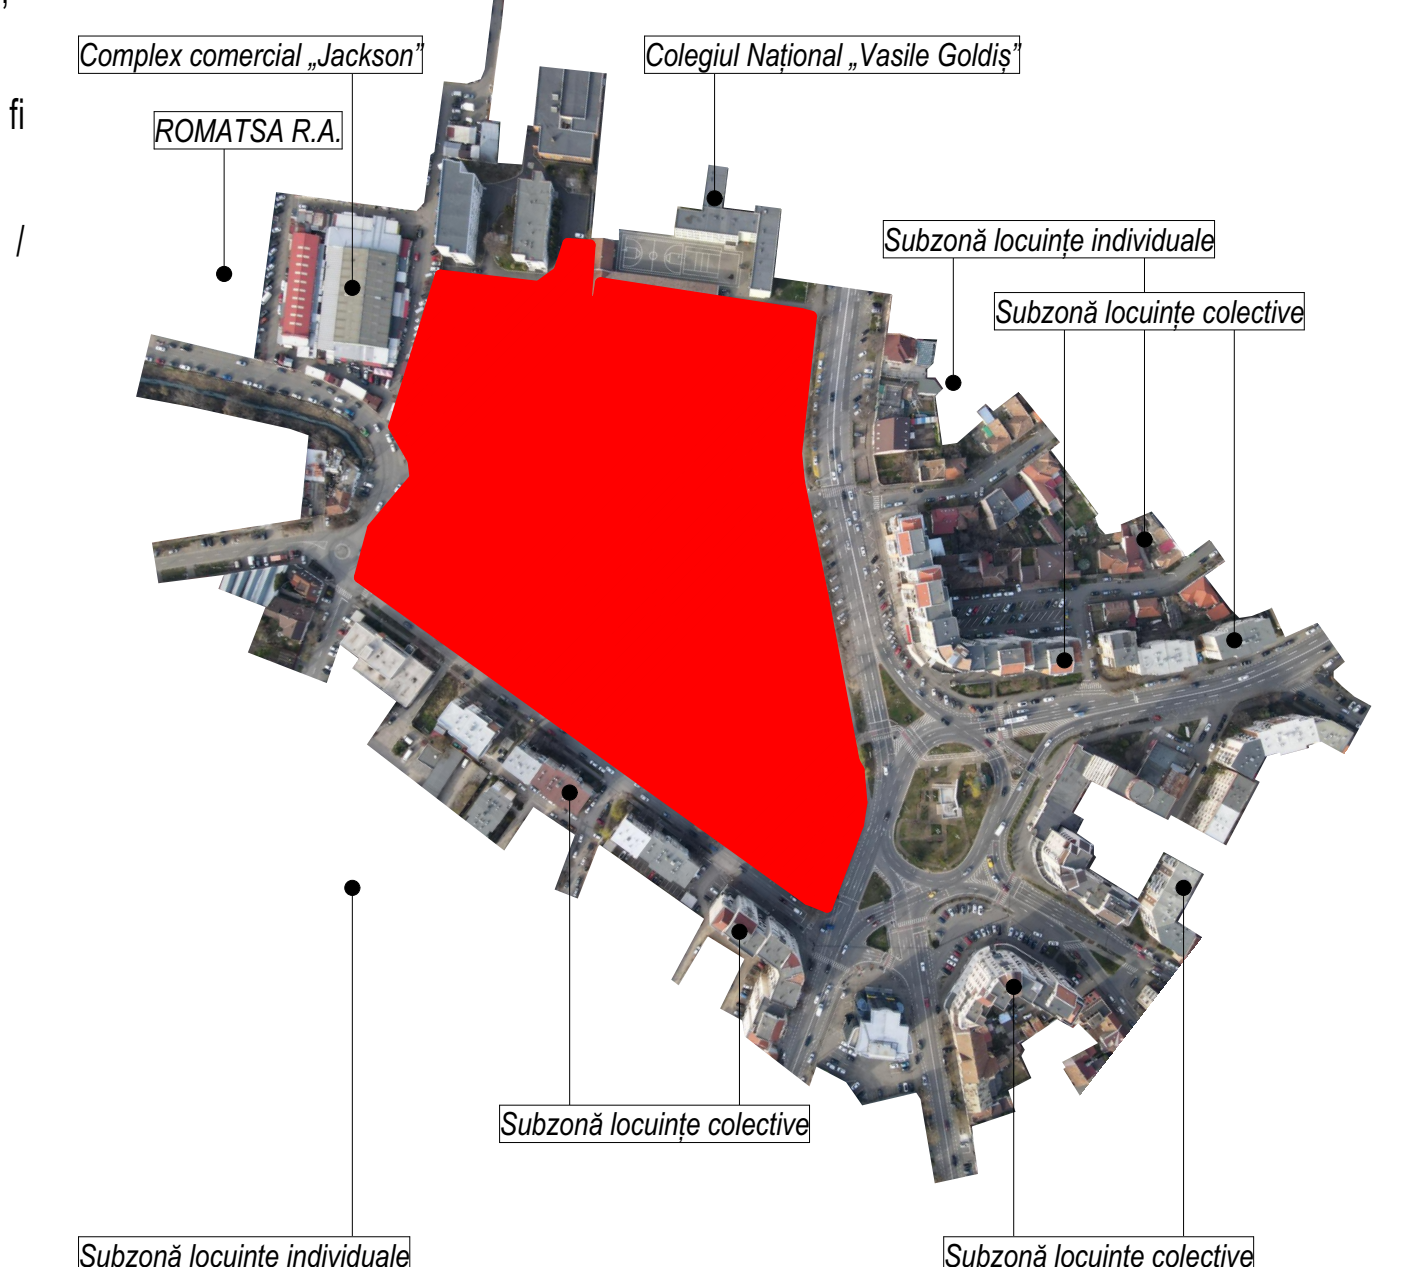 Complex comercial „Jackson”
Colegiul Național „Vasile Goldiș”
fi
ROMATSA R.A.
/
Subzonă locuințe individuale
Subzonă locuințe colective
Subzonă locuințe colective
Subzonă locuințe individuale
Subzonă locuințe colective